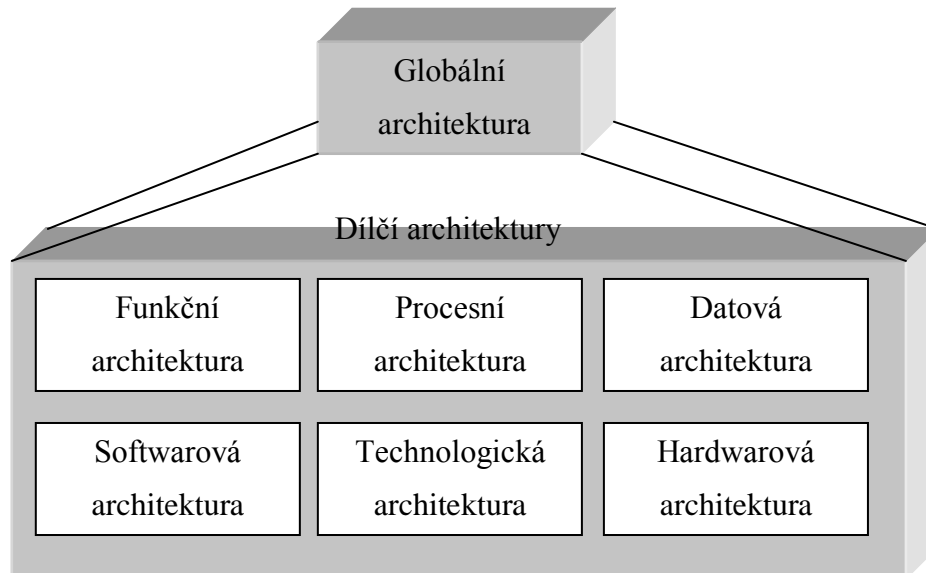 Globální
architektura
Dílčí architektury
Funkční
architektura
Procesní
architektura
Datová
architektura
Softwarová
architektura
Technologická
architektura
Hardwarová
architektura